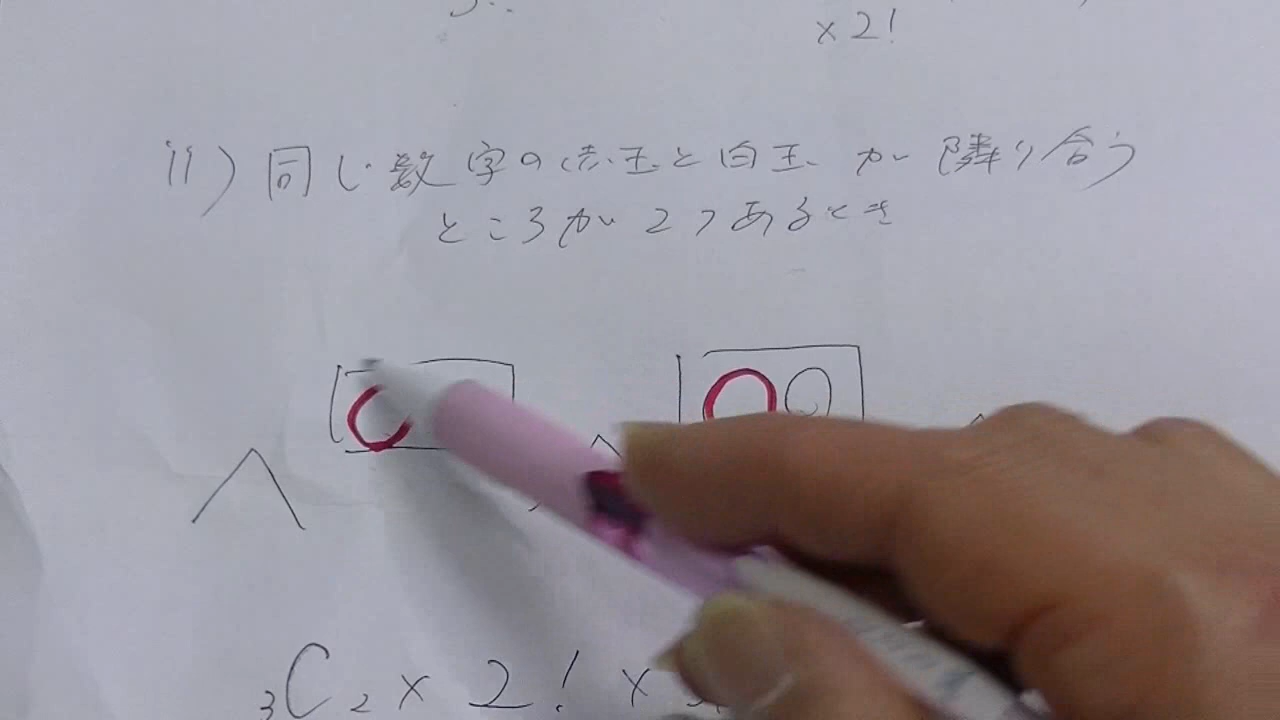 ×2!
ii) 同じ数字の赤玉と白玉が隣り合う
ところが2つあるとき
₃C₂ × 2! ×